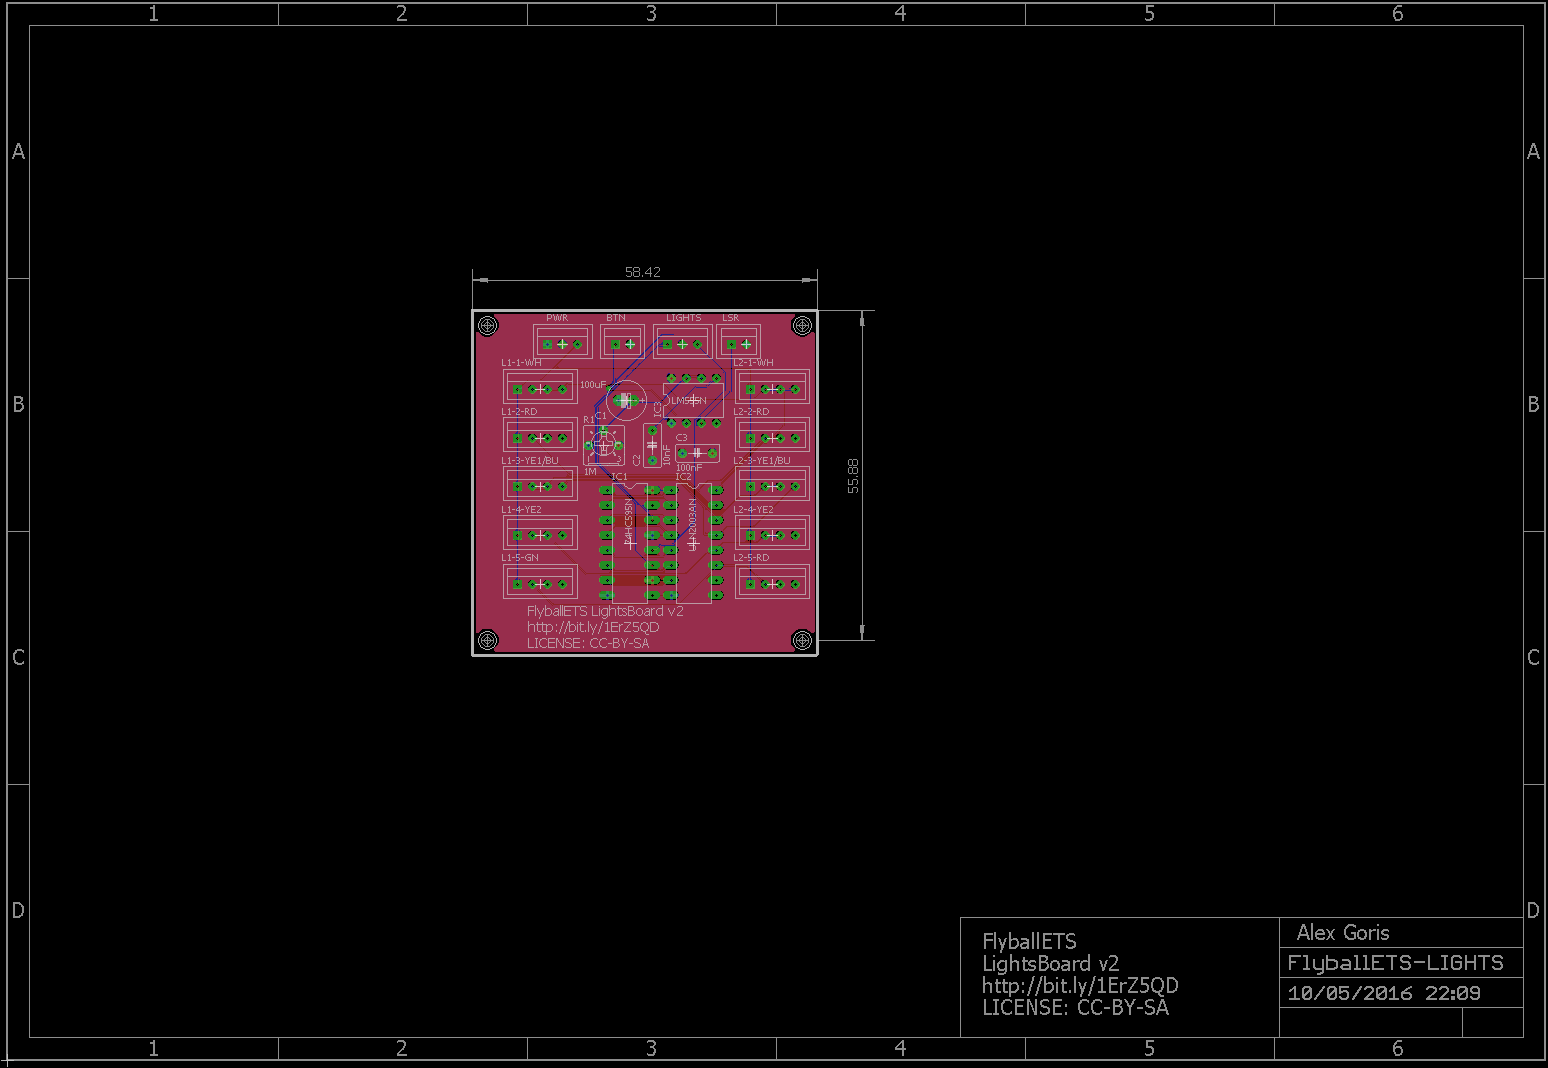 1 2 3 4 5 6
A A
58.42
PWR BTN LIGHTS LSR
L1-1-WH L2-1-WH
100uF
B B
LM555N
IC3
L1-2-RD L2-2-RD
C1
R1
C3
C2
10nF
3
L1-3-YE1/BU L2-3-YE1/BU
100nF
1M
IC1 IC2
55.88
L1-4-YE2 L2-4-YE2
74HC595N
ULN2003AN
L1-5-GN L2-5-RD
FlyballETS LightsBoard v2
http://bit.ly/1ErZ5QD
LICENSE: CC-BY-SA
C C
D D
FlyballETS
LightsBoard v2
http://bit.ly/1ErZ5QD
LICENSE: CC-BY-SA
Alex Goris
FlyballETS-LIGHTS
10/05/2016 22:09
1 2 3 4 5 6